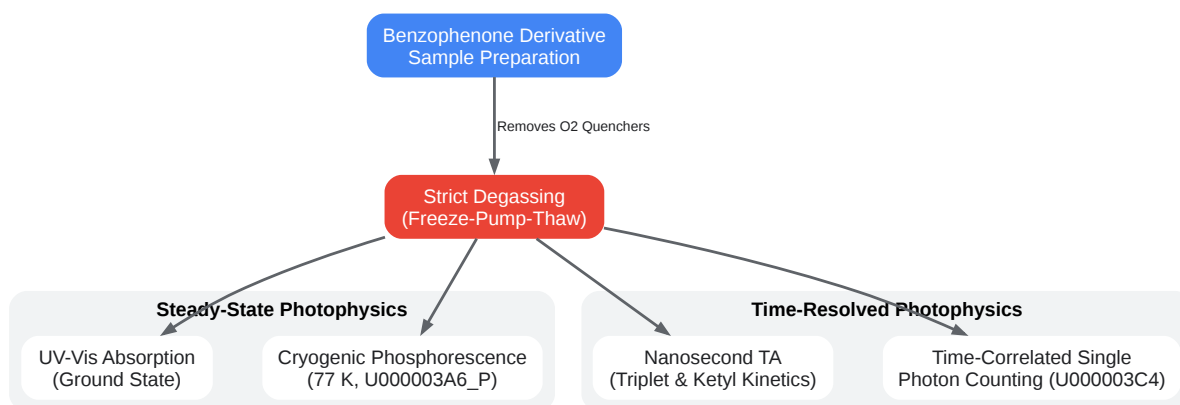 Benzophenone Derivative
Sample Preparation
Removes O2 Quenchers
Strict Degassing
(Freeze-Pump-Thaw)
Steady-State Photophysics
Time-Resolved Photophysics
UV-Vis Absorption
(Ground State)
Cryogenic Phosphorescence
(77 K, U000003A6_P)
Nanosecond TA
(Triplet & Ketyl Kinetics)
Time-Correlated Single
Photon Counting (U000003C4)